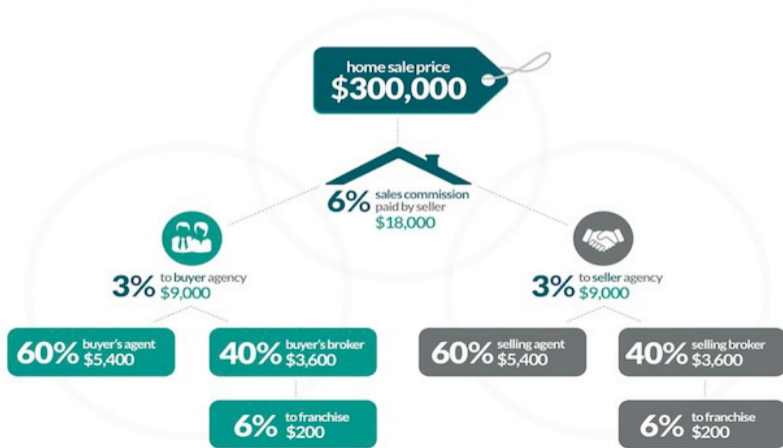 home sale price
$300,000
6% sales commission
paid by seller
$18,000
3% to buyer agency
$9,000
3% to seller agency
$9,000
60% buyer's agent
$5,400
40% buyer's broker
$3,600
60% selling agent
$5,400
40% selling broker
$3,600
6% to franchise
$200
6% to franchise
$200